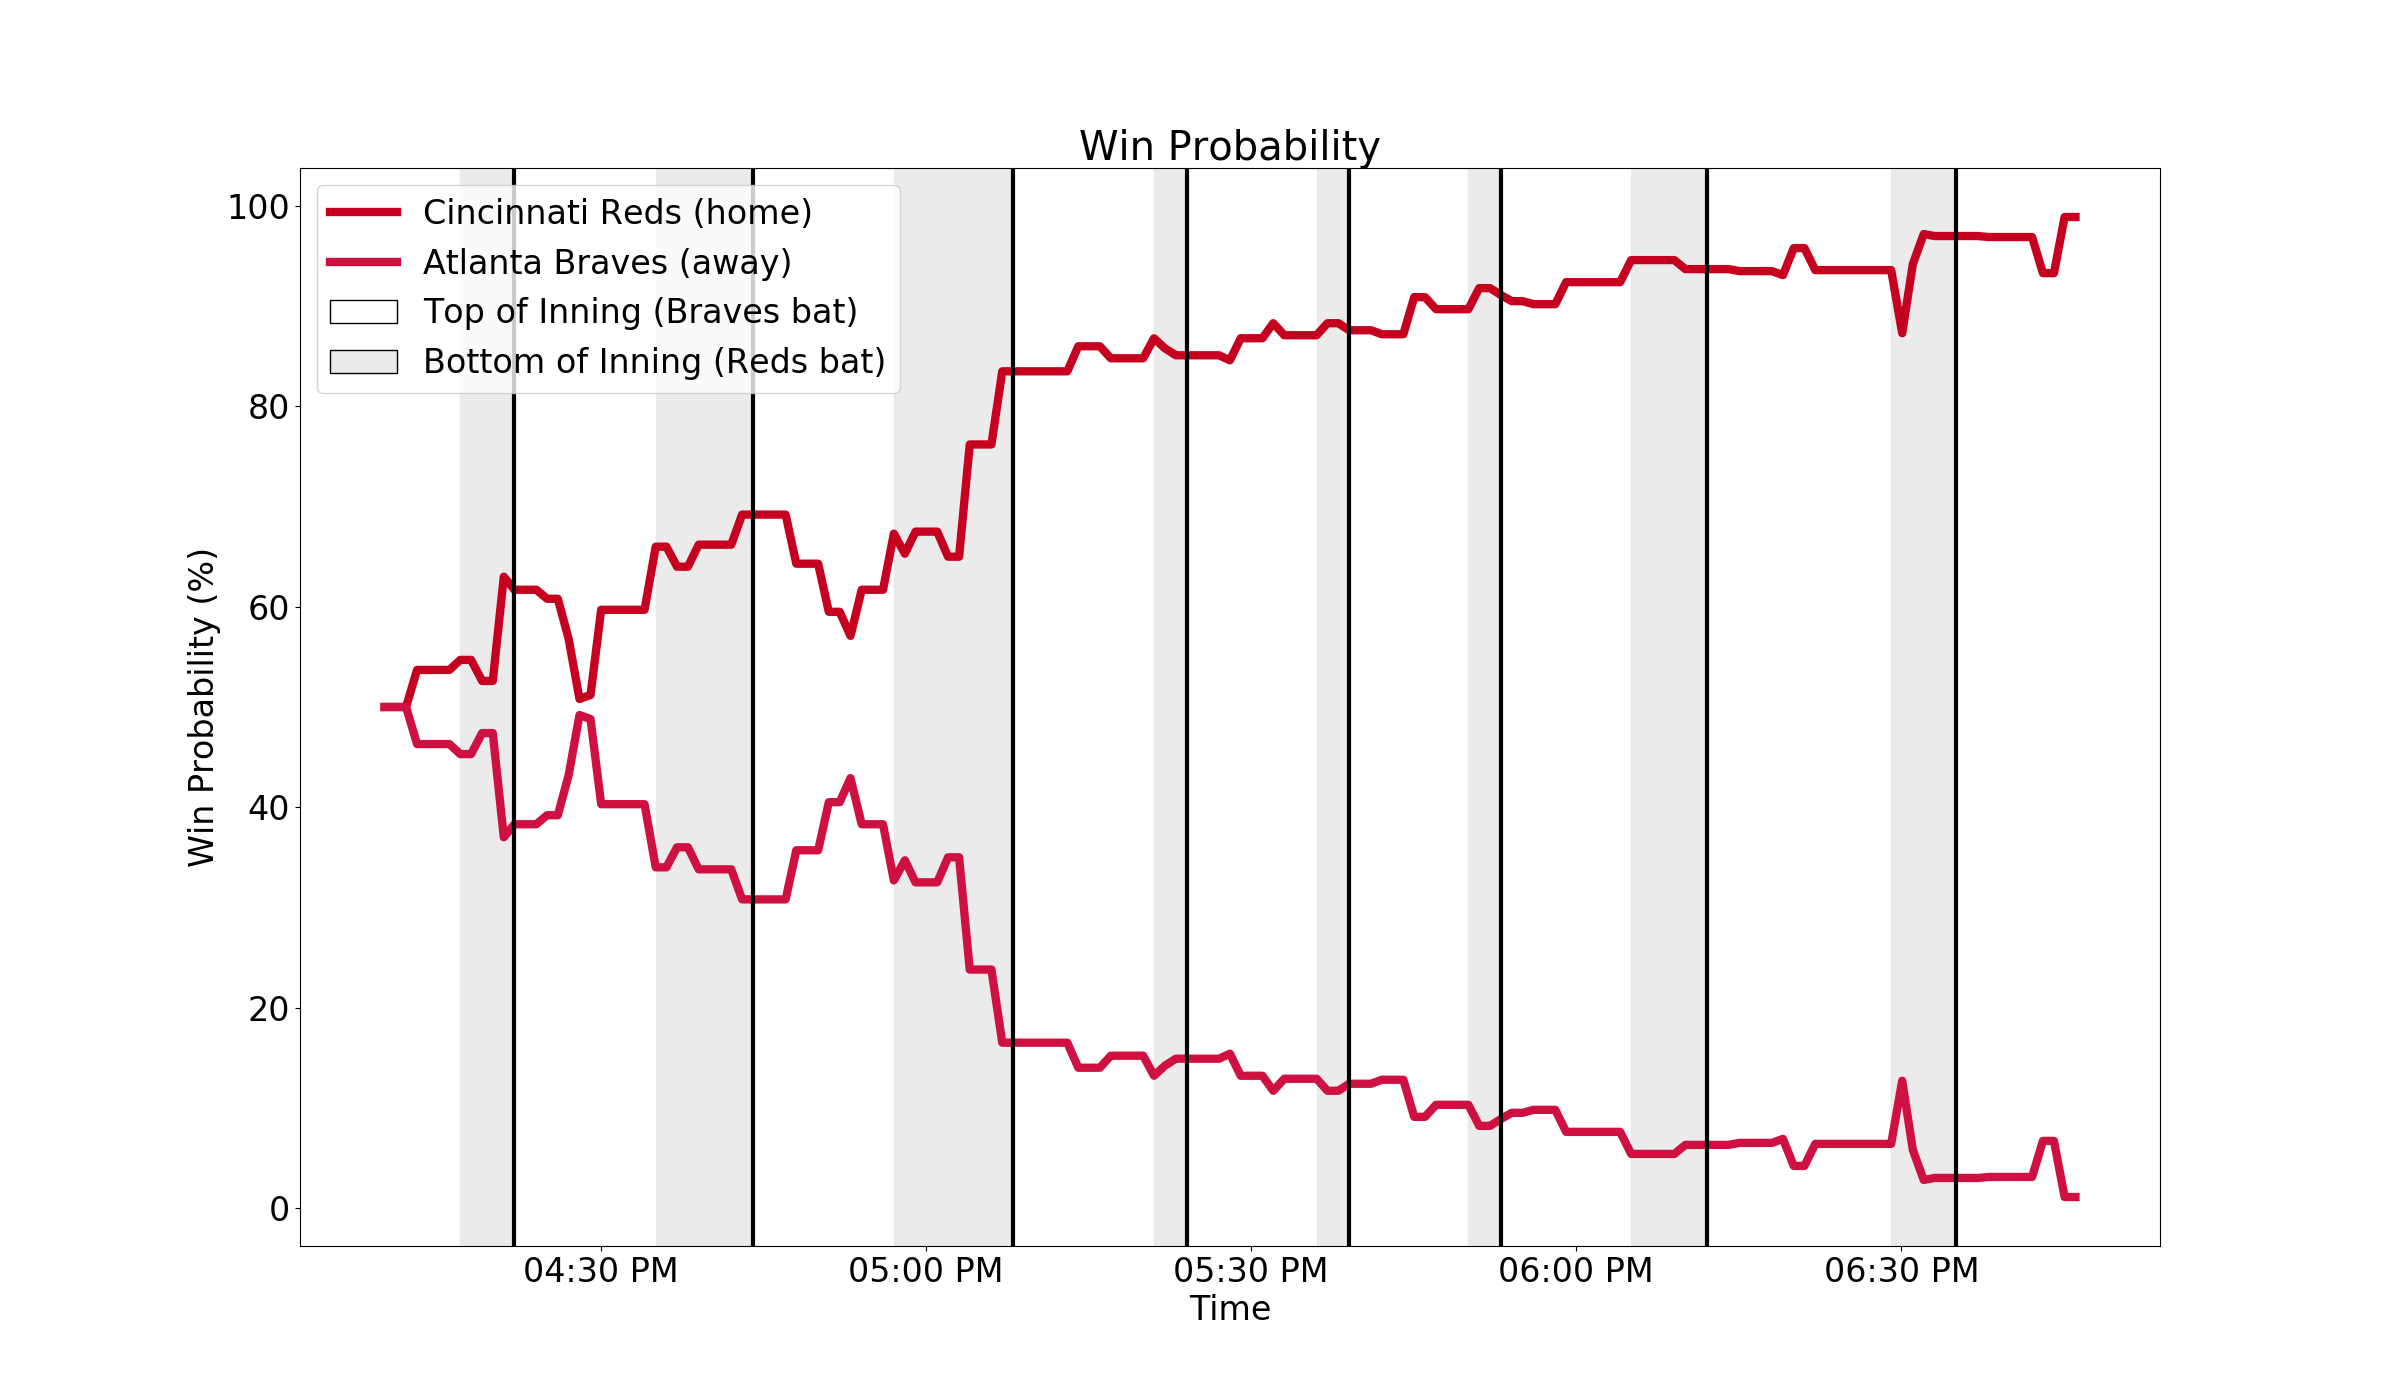 Win Probability
Cincinnati Reds (home)
Atlanta Braves (away)
Top of Inning (Braves bat)
Bottom of Inning (Reds bat)
100
80
60
40
20
0
Win Probability (%)
04:30 PM 05:00 PM 05:30 PM 06:00 PM 06:30 PM
Time